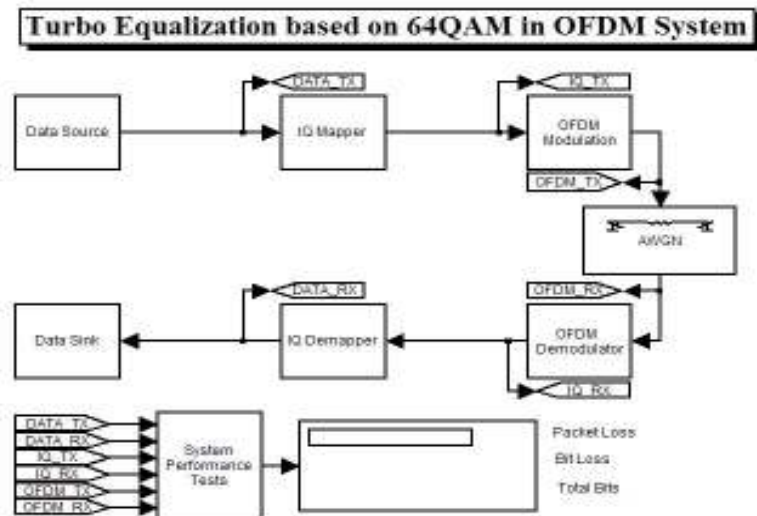 Turbo Equalization based on 64QAM in OFDM System
DATA_TX
IQ_TX
Data Source
IQ Mapper
OFDM
Modulation
OFDM_TX
AWGN
DATA_RX
OFDM_RX
Data Sink
IQ Demapper
OFDM
Demodulator
IQ_RX
DATA_TX
DATA_RX
IQ_TX
IQ_RX
OFDM_TX
OFDM_RX
System
Performance
Tests
Packet Loss
Bit Loss
Total Bits